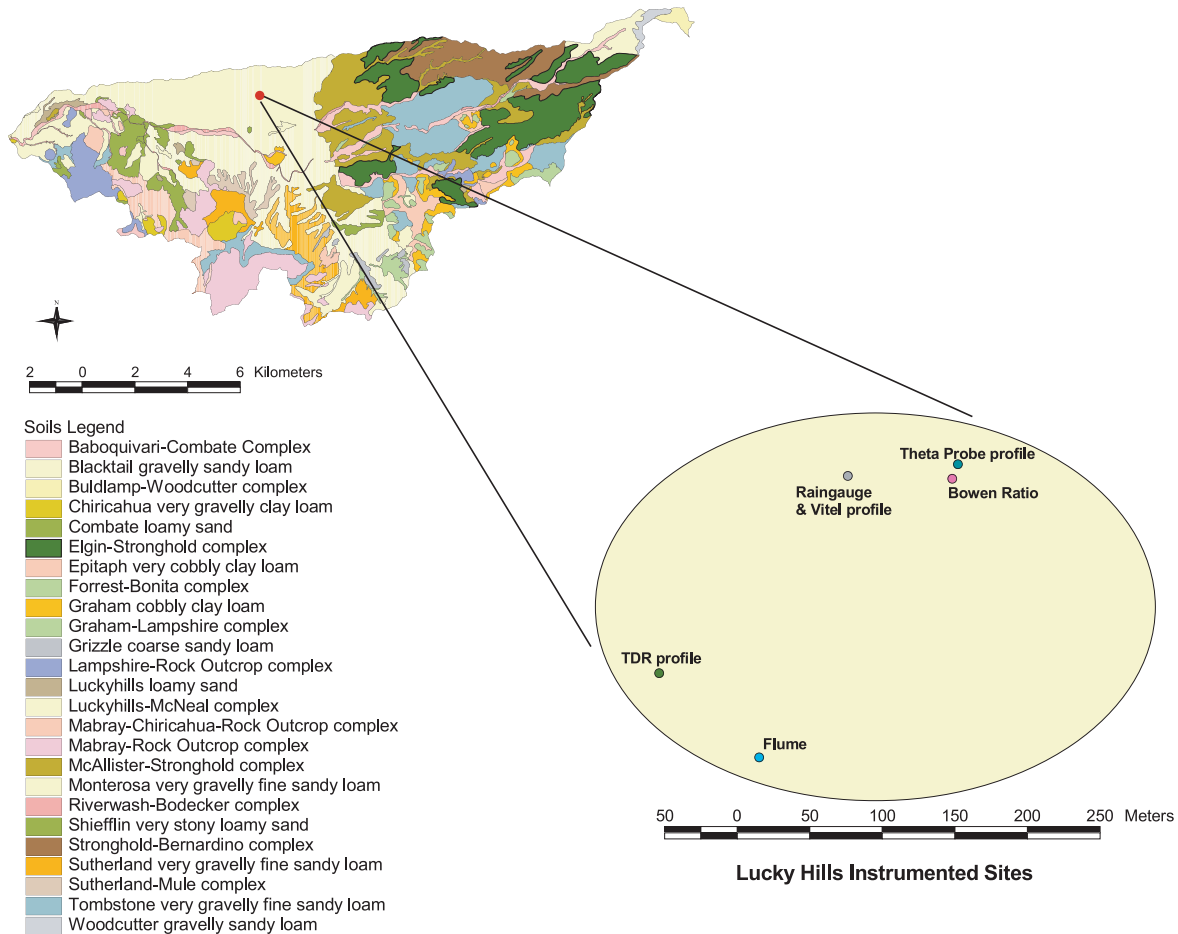 N
2 0 2 4 6 Kilometers
Soils Legend
Baboquivari-Combate Complex
Blacktail gravelly sandy loam
Buldlamp-Woodcutter complex
Chiricahua very gravelly clay loam
Combate loamy sand
Elgin-Stronghold complex
Epitaph very cobbly clay loam
Forrest-Bonita complex
Graham cobbly clay loam
Graham-Lampshire complex
Grizzle coarse sandy loam
Lampshire-Rock Outcrop complex
Luckyhills loamy sand
Luckyhills-McNeal complex
Mabray-Chiricahua-Rock Outcrop complex
Mabray-Rock Outcrop complex
McAllister-Stronghold complex
Monterosa very gravelly fine sandy loam
Riverwash-Bodecker complex
Shiefflin very stony loamy sand
Stronghold-Bernardino complex
Sutherland very gravelly fine sandy loam
Sutherland-Mule complex
Tombstone very gravelly fine sandy loam
Woodcutter gravelly sandy loam
Theta Probe profile
Raingauge
& Vitel profile
Bowen Ratio
TDR profile
Flume
50 0 50 100 150 200 250 Meters
Lucky Hills Instrumented Sites